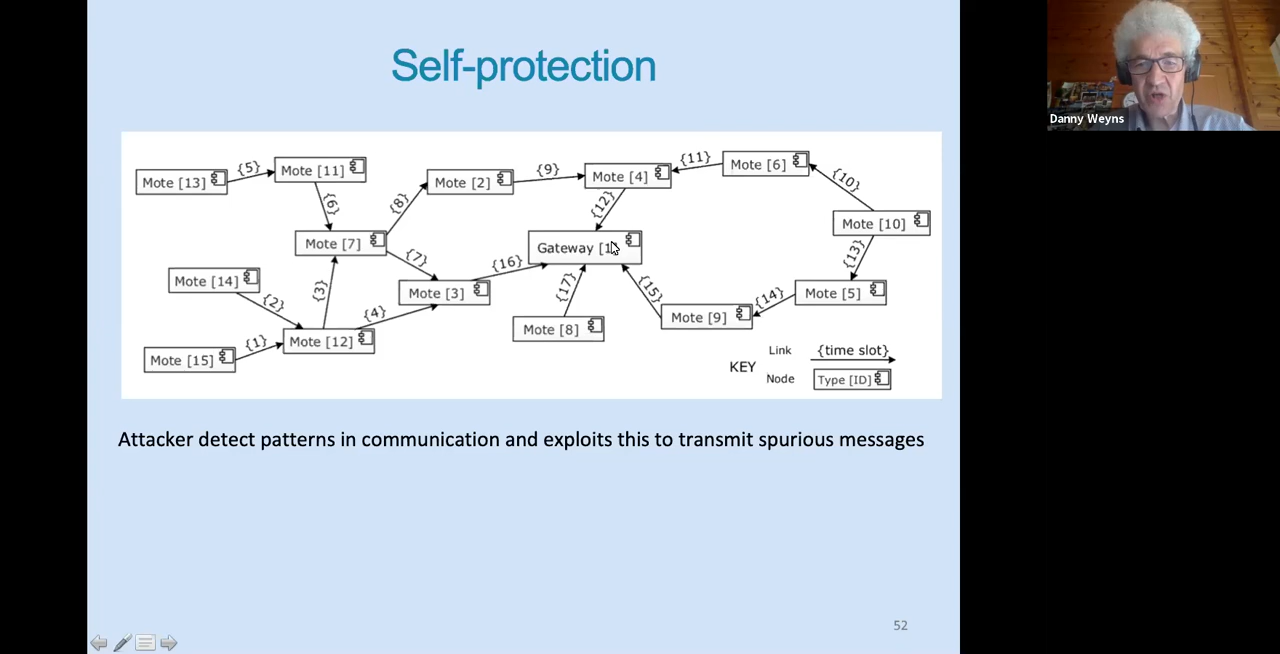 Self-protection
Danny Weyns
Mote [13]
{5}
Mote [11]
{6}
Mote [7]
{8}
Mote [2]
{9}
Mote [4]
{11}
Mote [6]
{10}
Mote [10]
{12}
{13}
Gateway [1]
{7}
{16}
Mote [14]
{2}
{3}
Mote [3]
{4}
{17}
{15}
Mote [5]
{14}
Mote [9]
Mote [8]
Mote [12]
{1}
Mote [15]
KEY
Link
{time slot}
Node
Type [ID]
Attacker detect patterns in communication and exploits this to transmit spurious messages
52